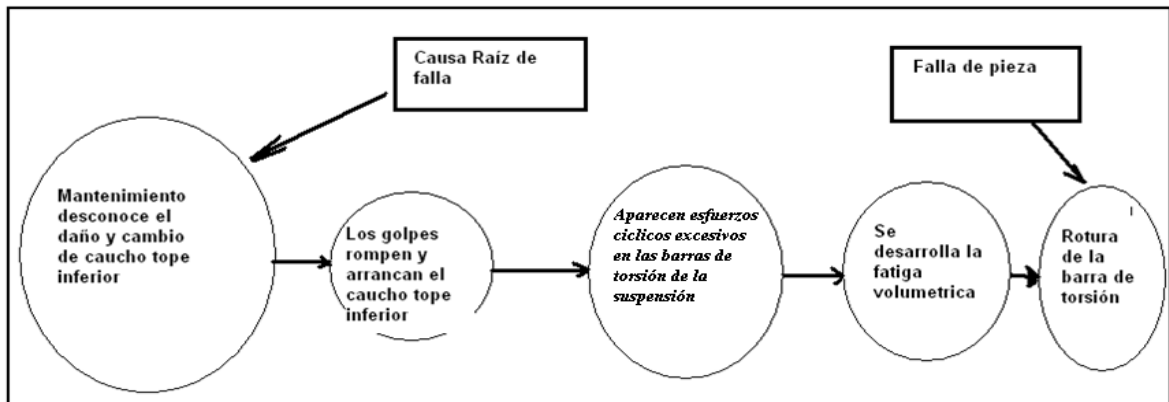 Causa Raíz de
falla
Falla de pieza
Mantenimiento
desconoce el
daño y cambio
de caucho tope
inferior
Los golpes
rompen y
arrancan el
caucho tope
inferior
Aparecen esfuerzos
cíclicos excesivos
en las barras de
torsión de la
suspensión
Se
desarrolla la
fatiga
volumetrica
Rotura
de la
barra de
torsión